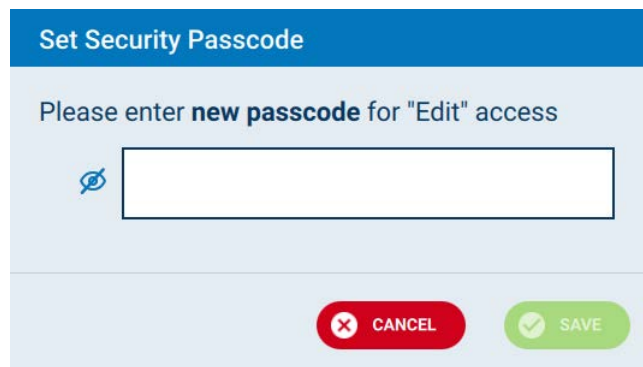 Set Security Passcode
Please enter new passcode for "Edit" access
CANCEL
SAVE